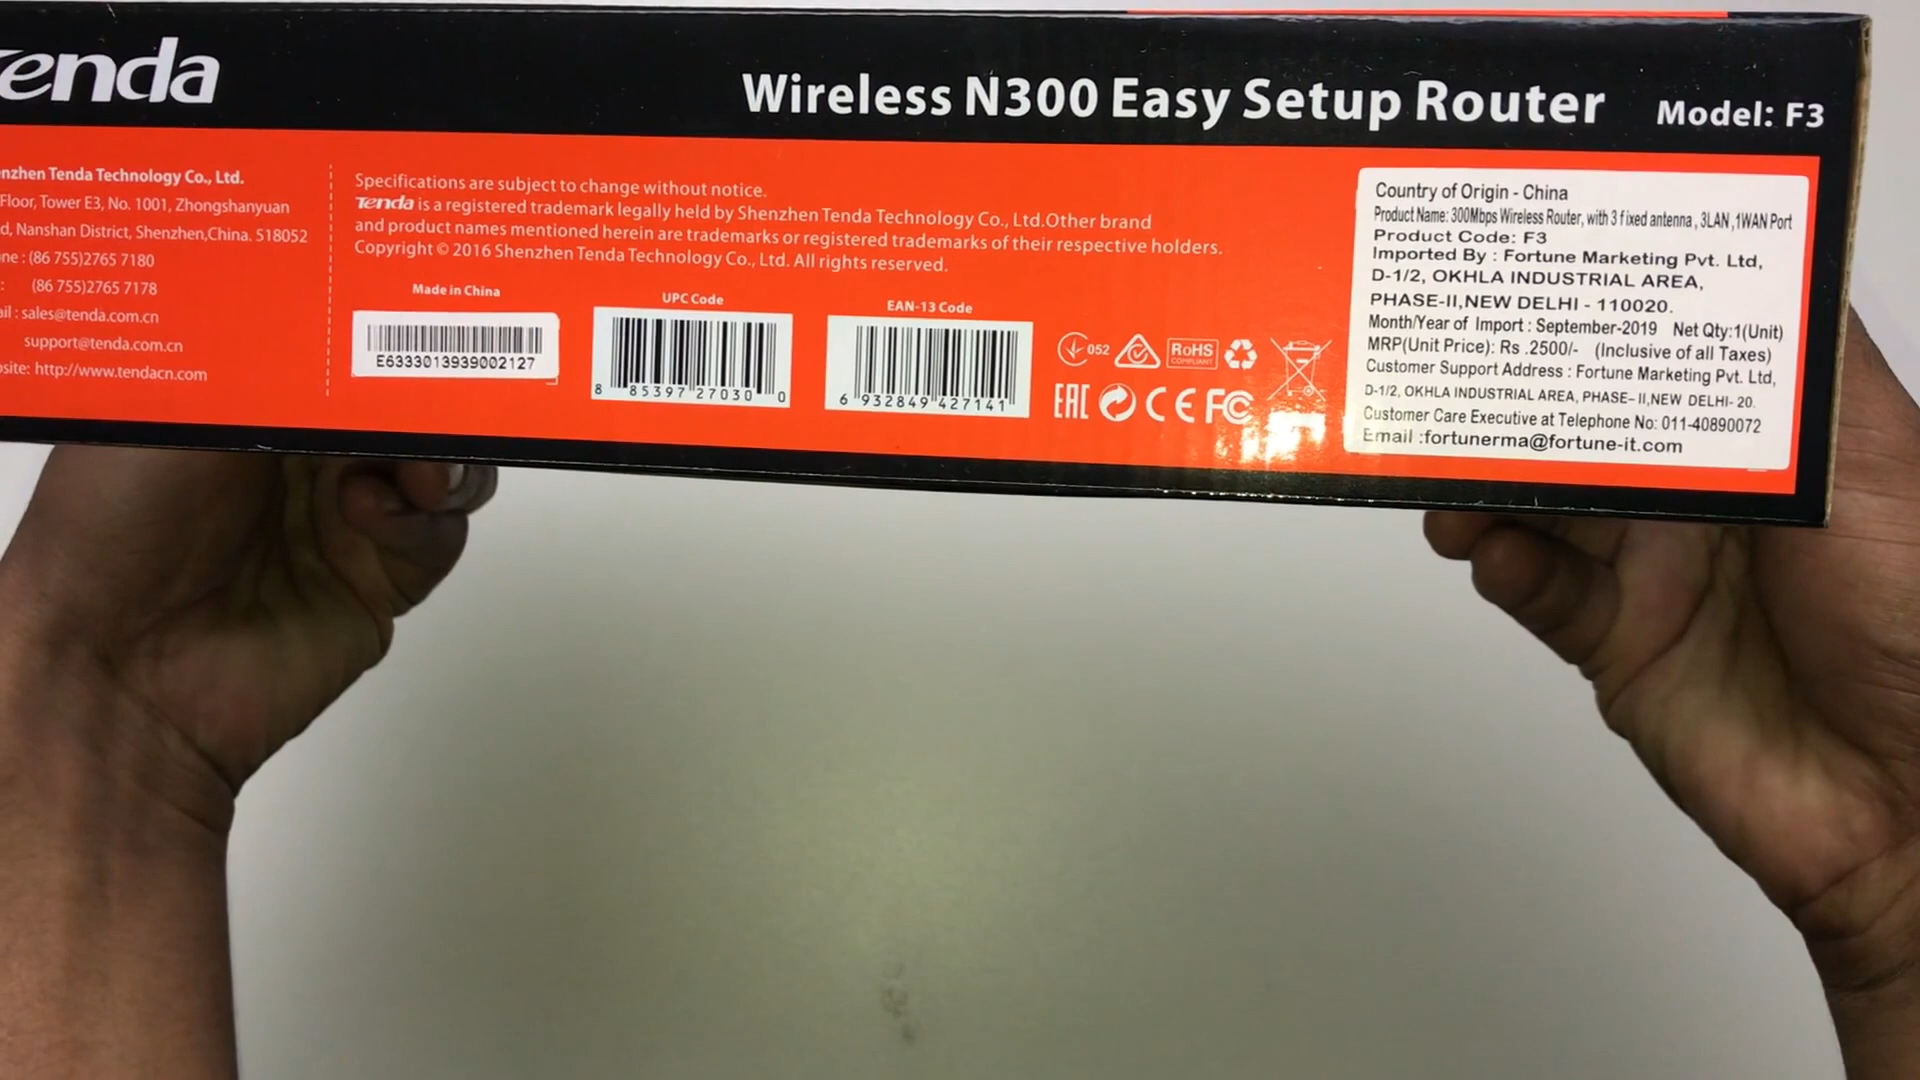 Tenda
Wireless N300 Easy Setup Router Model: F3
enzhen Tenda Technology Co., Ltd.
Floor, Tower E3, No. 1001, Zhongshanyuan
d, Nanshan District, Shenzhen,China. 518052
ne : (86 755)2765 7180
: (86 755)2765 7178
ail : sales@tenda.com.cn
support@tenda.com.cn
osite: http://www.tendacn.com
Specifications are subject to change without notice.
Tenda is a registered trademark legally held by Shenzhen Tenda Technology Co., Ltd.Other brand
and product names mentioned herein are trademarks or registered trademarks of their respective holders.
Copyright © 2016 Shenzhen Tenda Technology Co., Ltd. All rights reserved.
Made in China
E6333013939002127
UPC Code
8 85397 27030 0
EAN-13 Code
6 932849 427141
052
RoHS
COMPLIANT
EAC CE FC
Country of Origin - China
Product Name: 300Mbps Wireless Router, with 3 fixed antenna , 3LAN ,1WAN Port
Product Code: F3
Imported By : Fortune Marketing Pvt. Ltd,
D-1/2, OKHLA INDUSTRIAL AREA,
PHASE-II,NEW DELHI - 110020.
Month/Year of Import : September-2019 Net Qty:1(Unit)
MRP(Unit Price): Rs .2500/- (Inclusive of all Taxes)
Customer Support Address : Fortune Marketing Pvt. Ltd,
D-1/2, OKHLA INDUSTRIAL AREA, PHASE-II,NEW DELHI- 20.
Customer Care Executive at Telephone No: 011-40890072
Email :fortunerma@fortune-it.com